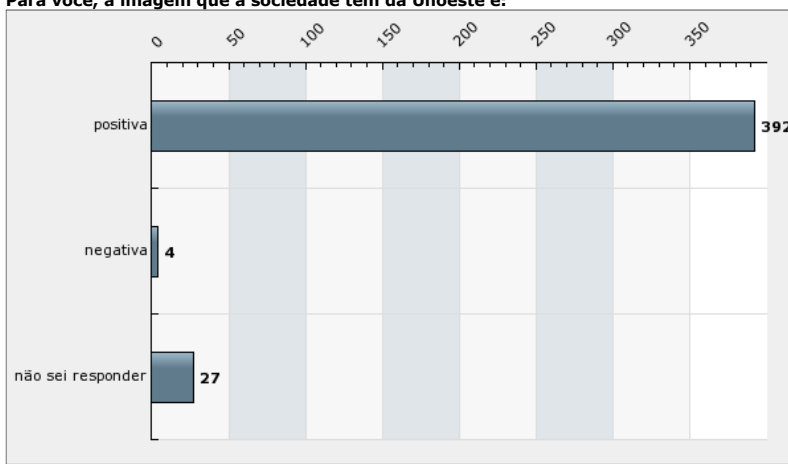 Para você, a imagem que a sociedade tem da Unoeste é:
0 50 100 150 200 250 300 350
positiva 392
negativa 4
não sei responder 27